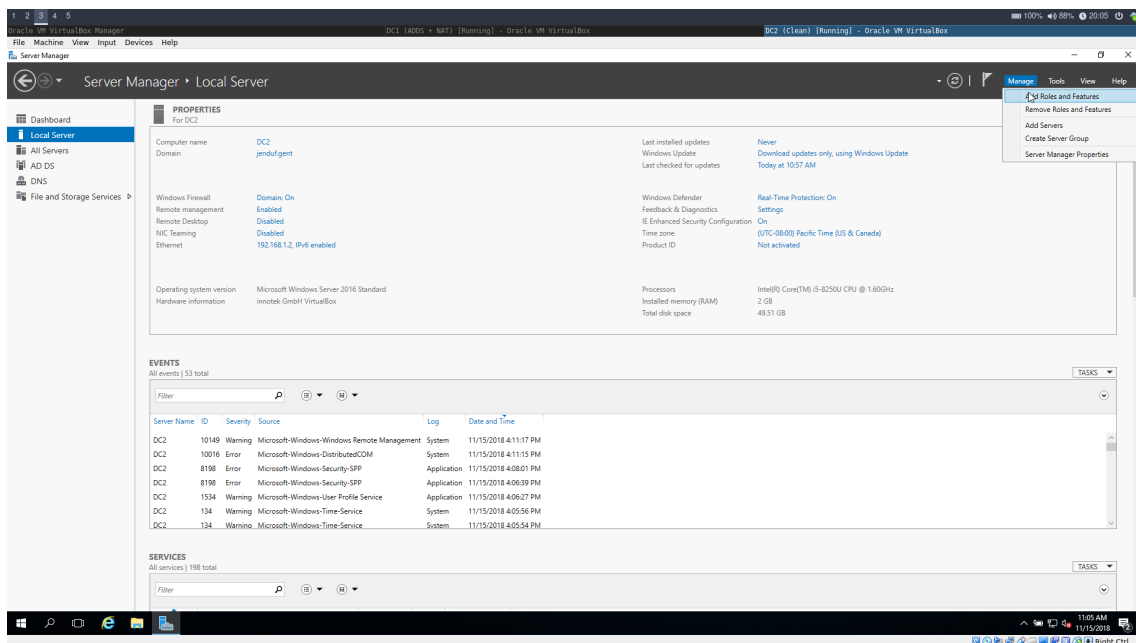 1 2 3 4 5
100% 88% 20:05
Oracle VM VirtualBox Manager
DC1 (ADDS + NAT) [Running] - Oracle VM VirtualBox
DC2 (Clean) [Running] - Oracle VM VirtualBox
File Machine View Input Devices Help
Server Manager
Server Manager • Local Server
Manage Tools View Help
Add Roles and Features
Remove Roles and Features
Add Servers
Create Server Group
Server Manager Properties
Dashboard
Local Server
All Servers
AD DS
DNS
File and Storage Services
PROPERTIES
For DC2
Computer name DC2
Domain jenduf.gent
Last installed updates Never
Windows Update Download updates only, using Windows Update
Last checked for updates Today at 10:57 AM
Windows Firewall Domain: On
Remote management Enabled
Remote Desktop Disabled
NIC Teaming Disabled
Ethernet 192.168.1.2, IPv6 enabled
Windows Defender Real-Time Protection: On
Feedback & Diagnostics Settings
IE Enhanced Security Configuration On
Time zone (UTC-08:00) Pacific Time (US & Canada)
Product ID Not activated
Operating system version Microsoft Windows Server 2016 Standard
Hardware information innotek GmbH VirtualBox
Processors Intel(R) Core(TM) i5-8250U CPU @ 1.60GHz
Installed memory (RAM) 2 GB
Total disk space 49.51 GB
EVENTS
All events | 53 total
TASKS
Filter
Server Name ID Severity Source Log Date and Time
DC2 10149 Warning Microsoft-Windows-Windows Remote Management System 11/15/2018 4:11:17 PM
DC2 10016 Error Microsoft-Windows-DistributedCOM System 11/15/2018 4:11:15 PM
DC2 8198 Error Microsoft-Windows-Security-SPP Application 11/15/2018 4:08:01 PM
DC2 8198 Error Microsoft-Windows-Security-SPP Application 11/15/2018 4:06:39 PM
DC2 1534 Warning Microsoft-Windows-User Profile Service Application 11/15/2018 4:06:27 PM
DC2 134 Warning Microsoft-Windows-Time-Service System 11/15/2018 4:05:56 PM
DC2 134 Warning Microsoft-Windows-Time-Service System 11/15/2018 4:05:54 PM
SERVICES
All services | 198 total
TASKS
Filter
11:05 AM
11/15/2018
Right Ctrl